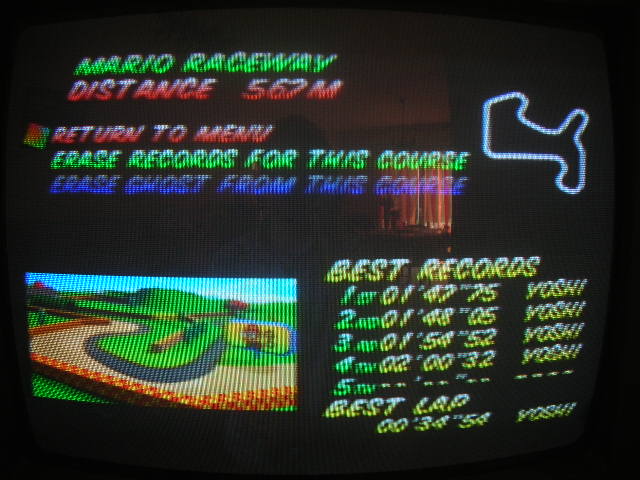 MARIO RACEWAY
DISTANCE 567M
RETURN TO MENU
ERASE RECORDS FOR THIS COURSE
ERASE GHOST FROM THIS COURSE
BEST RECORDS
1ST 01'47"75 YOSHI
2ND 01'48"05 YOSHI
3RD 01'54"52 YOSHI
4TH 02'00"32 YOSHI
5TH --'--"-- ----
BEST LAP
00'34"54 YOSHI